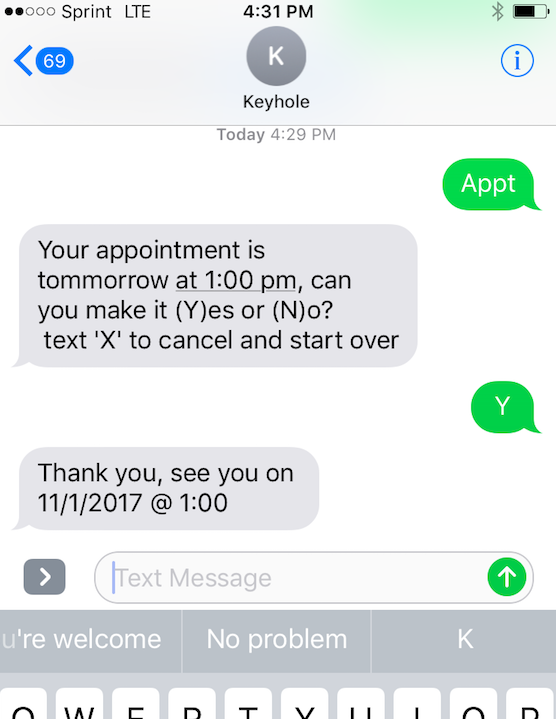 Sprint LTE 4:31 PM
69
K
Keyhole
Today 4:29 PM
Appt
Your appointment is
tommorrow at 1:00 pm, can
you make it (Y)es or (N)o?
text 'X' to cancel and start over
Y
Thank you, see you on
11/1/2017 @ 1:00
Text Message
u're welcome No problem K
Q W E R T Y U I O P